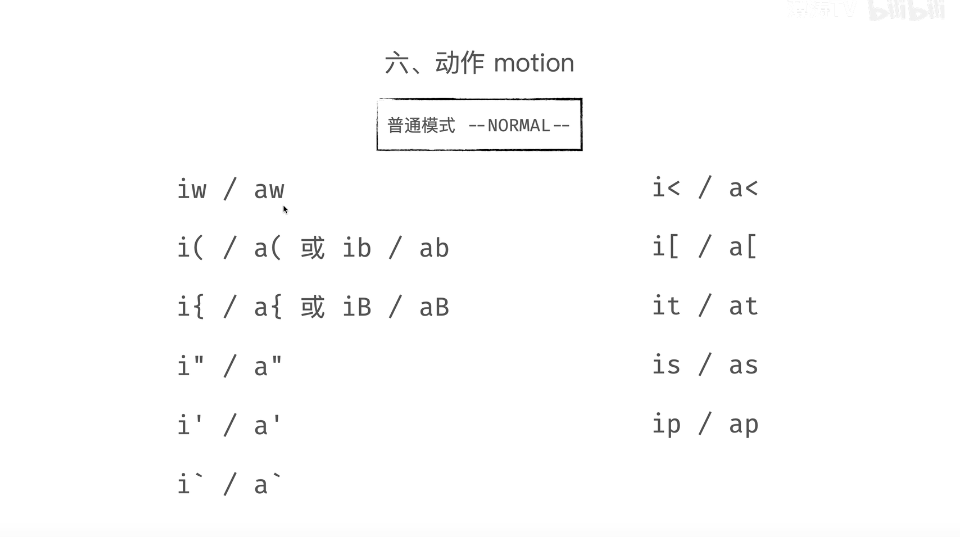 bilibili
六、动作 motion
普通模式 --NORMAL--
iw / aw
i( / a( 或 ib / ab
i{ / a{ 或 iB / aB
i" / a"
i' / a'
i` / a`
i< / a<
i[ / a[
it / at
is / as
ip / ap